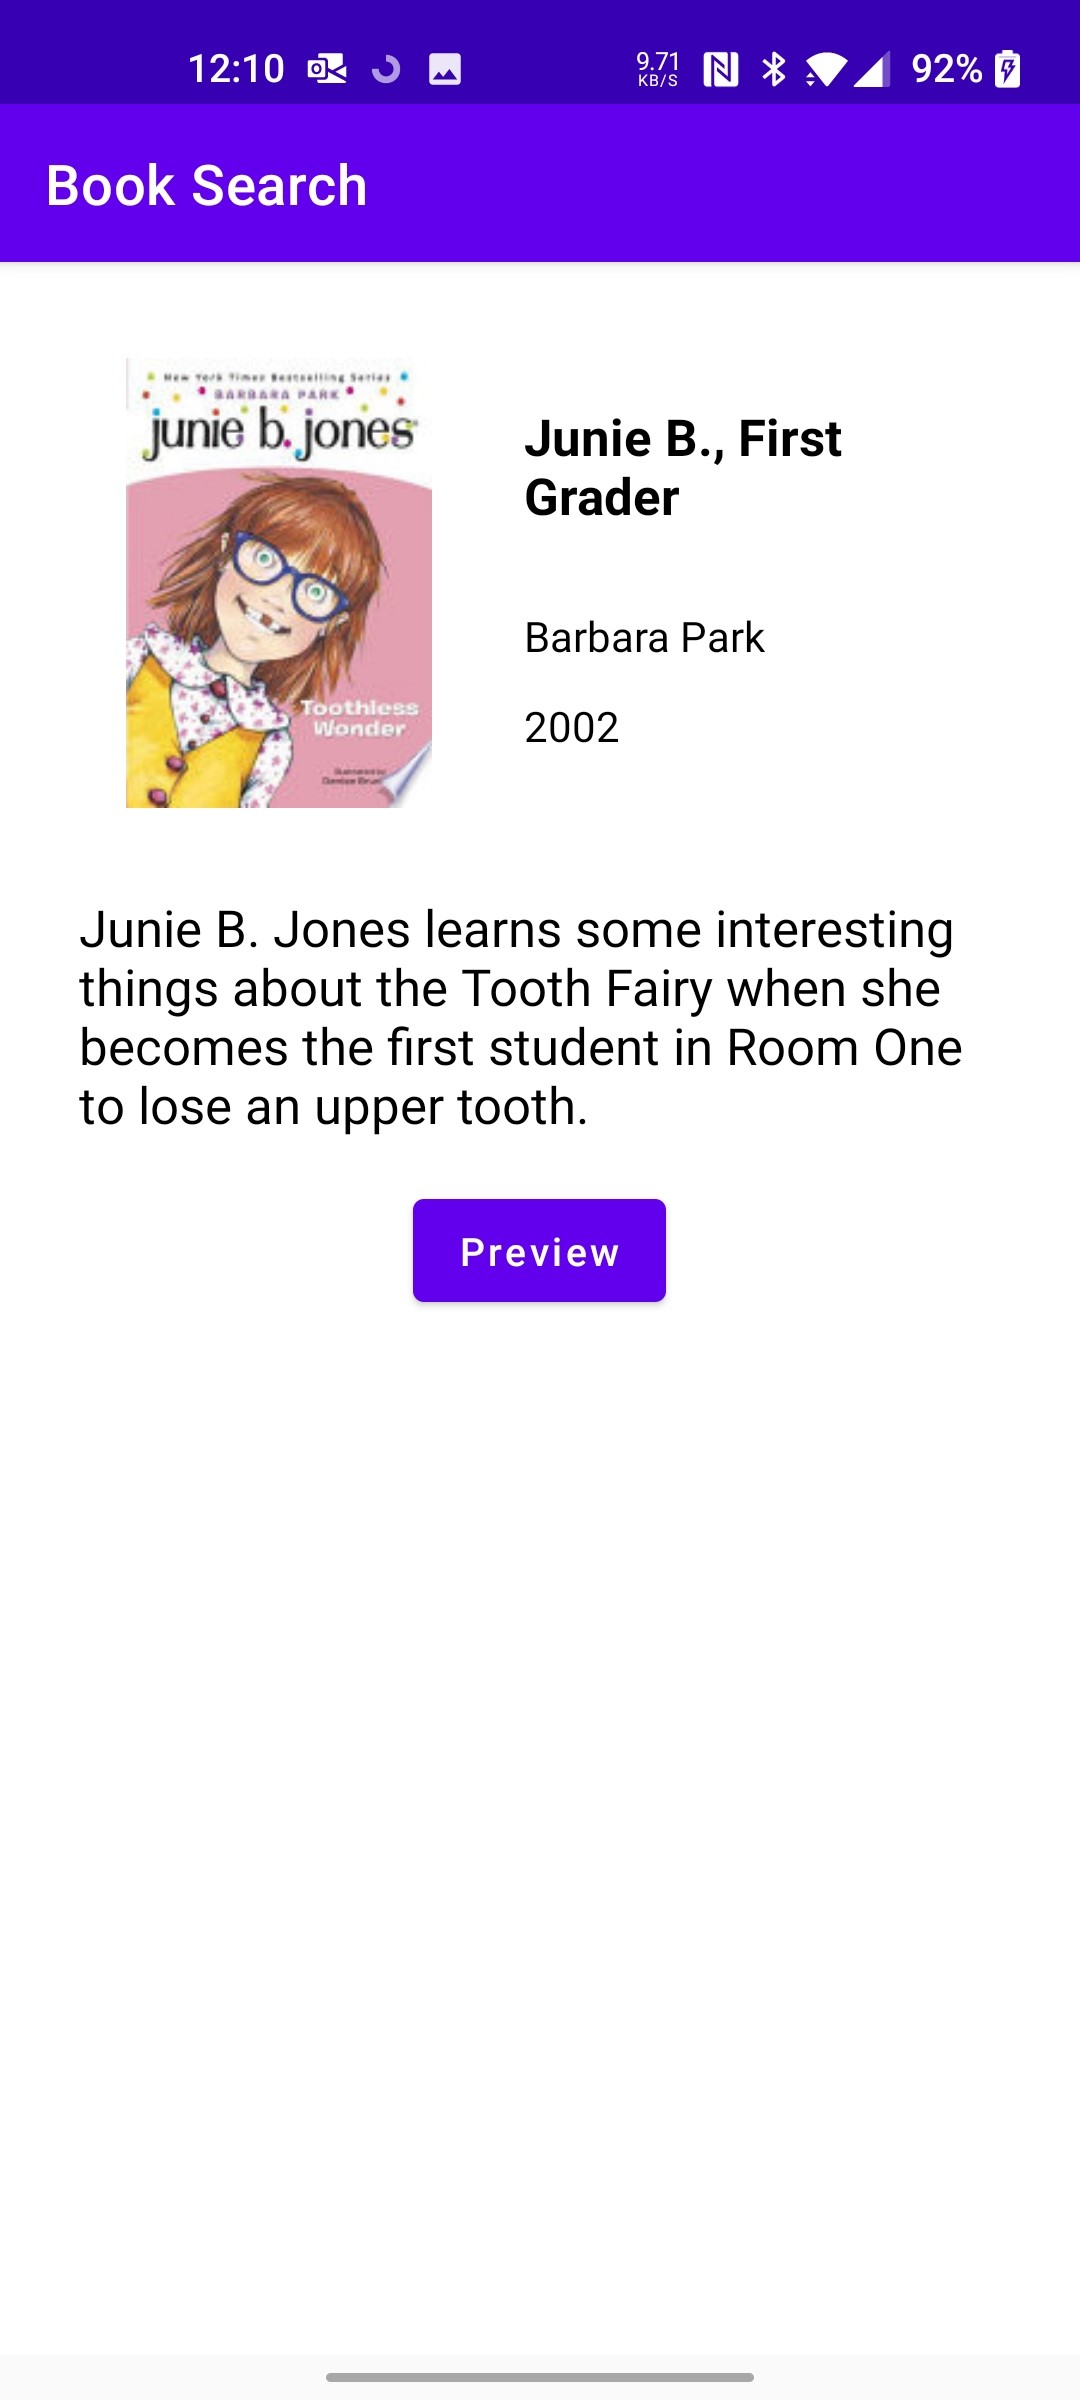 12:10 9.71 KB/S 92%
Book Search
New York Times Bestselling Series
BARBARA PARK
junie b. jones
Toothless
Wonder
Illustrated by
Junie B., First
Grader
Barbara Park
2002
Junie B. Jones learns some interesting
things about the Tooth Fairy when she
becomes the first student in Room One
to lose an upper tooth.
Preview